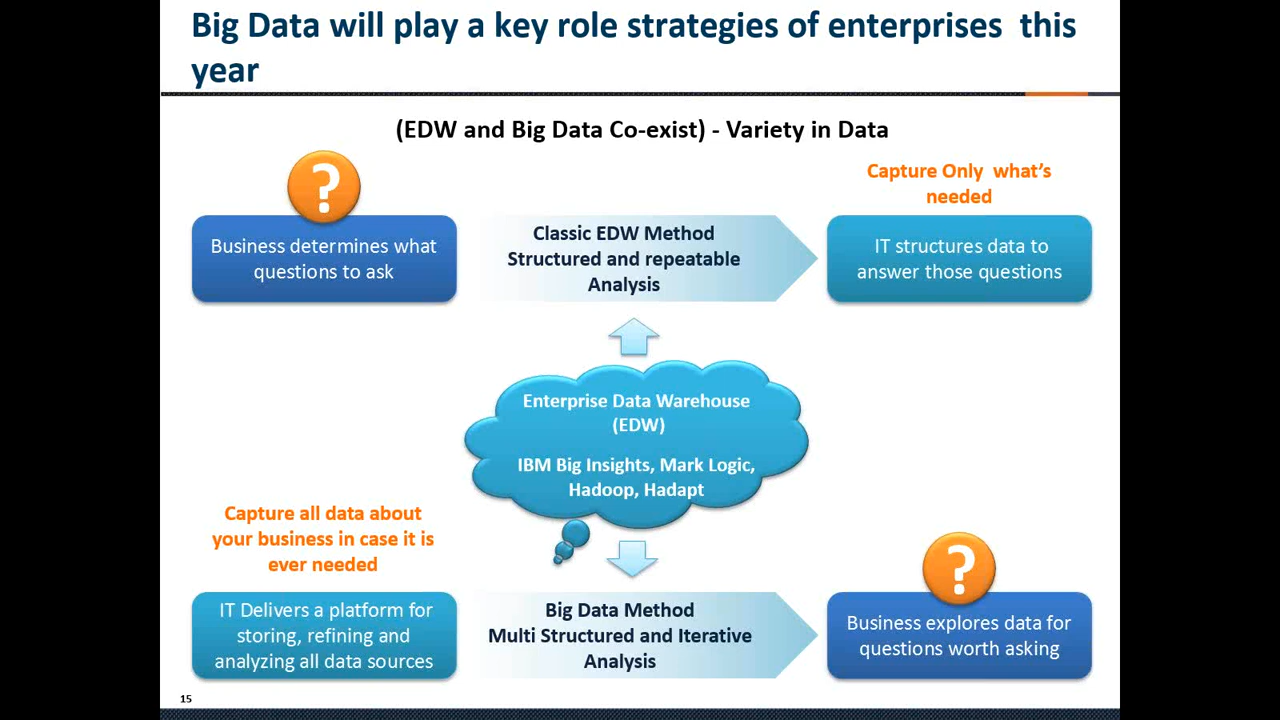 Big Data will play a key role strategies of enterprises this
year
(EDW and Big Data Co-exist) - Variety in Data
?
Capture Only what's
needed
Business determines what
questions to ask
Classic EDW Method
Structured and repeatable
Analysis
IT structures data to
answer those questions
Enterprise Data Warehouse
(EDW)
IBM Big Insights, Mark Logic,
Hadoop, Hadapt
Capture all data about
your business in case it is
ever needed
?
IT Delivers a platform for
storing, refining and
analyzing all data sources
Big Data Method
Multi Structured and Iterative
Analysis
Business explores data for
questions worth asking
15